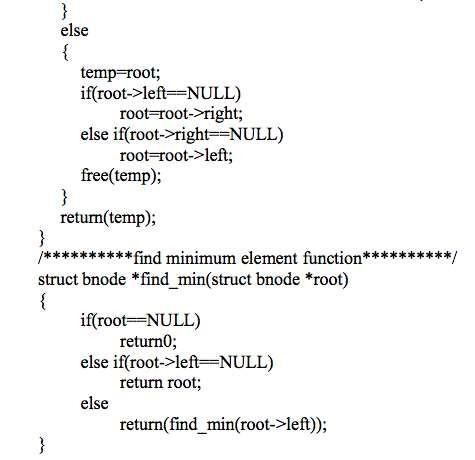 }
else
{
temp=root;
if(root->left==NULL)
root=root->right;
else if(root->right==NULL)
root=root->left;
free(temp);
}
return(temp);
}
/**********find minimum element function**********/
struct bnode *find_min(struct bnode *root)
{
if(root==NULL)
return0;
else if(root->left==NULL)
return root;
else
return(find_min(root->left));
}